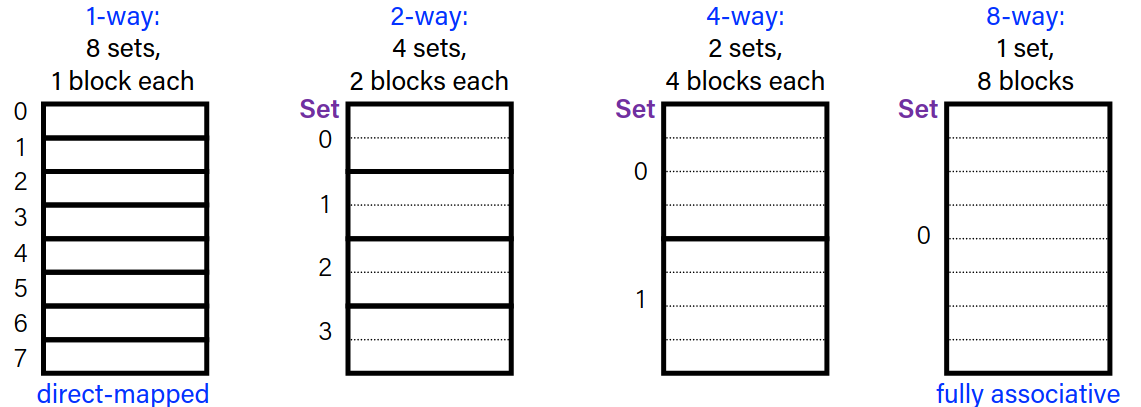 1-way:
8 sets,
1 block each
0
1
2
3
4
5
6
7
direct-mapped
2-way:
4 sets,
2 blocks each
Set
0
1
2
3
4-way:
2 sets,
4 blocks each
Set
0
1
8-way:
1 set,
8 blocks
Set
0
fully associative